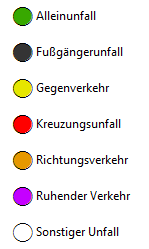 Alleinunfall
Fußgängerunfall
Gegenverkehr
Kreuzungsunfall
Richtungsverkehr
Ruhender Verkehr
Sonstiger Unfall